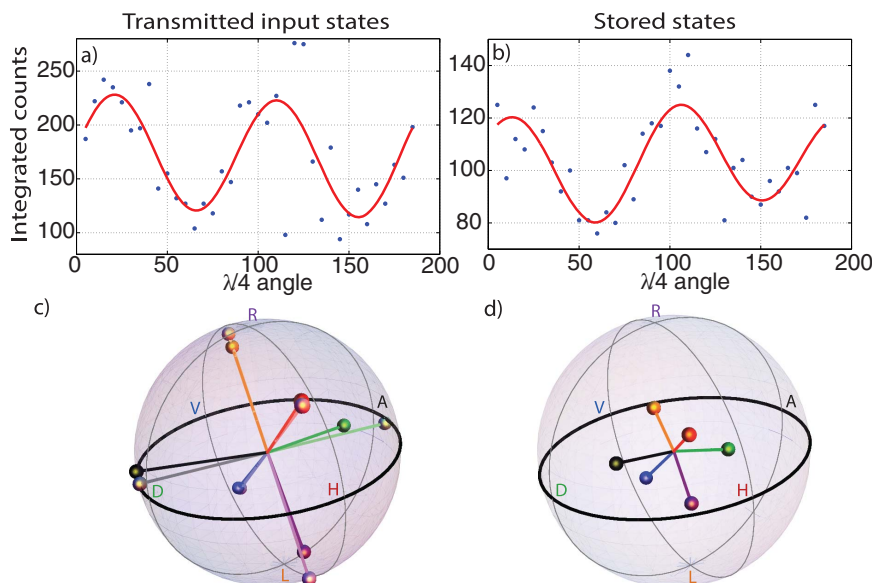 Transmitted input states
Stored states
a)
b)
Integrated counts
250
200
150
100
140
120
100
80
0
50
100
150
200
0
50
100
150
200
λ/4 angle
λ/4 angle
c)
d)
R
V
A
D
H
L
R
V
A
D
H
L